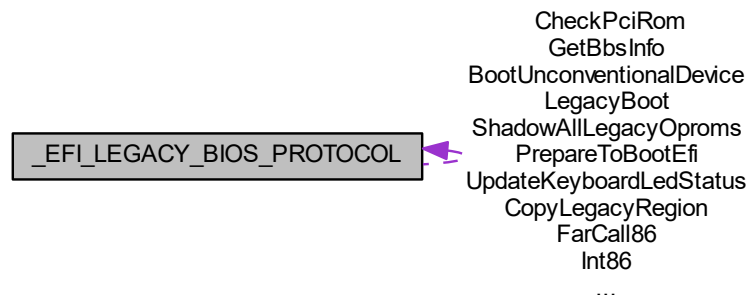 CheckPciRom
GetBbsInfo
BootUnconventionalDevice
LegacyBoot
ShadowAllLegacyOproms
_EFI_LEGACY_BIOS_PROTOCOL
PrepareToBootEfi
UpdateKeyboardLedStatus
CopyLegacyRegion
FarCall86
Int86
...